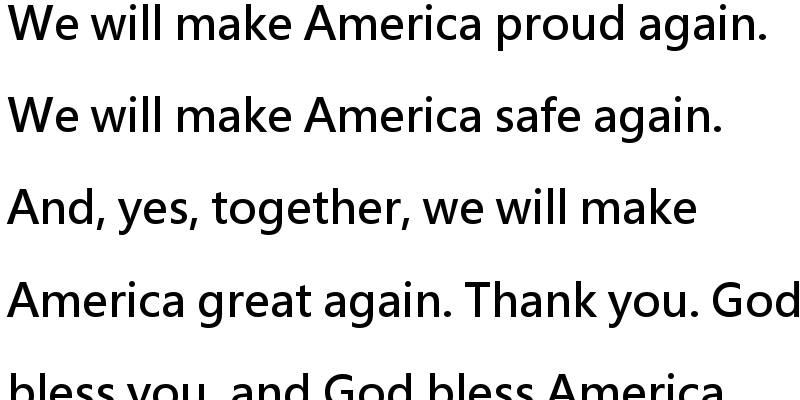 We will make America proud again.
We will make America safe again.
And, yes, together, we will make
America great again. Thank you. God
bless you, and God bless America.